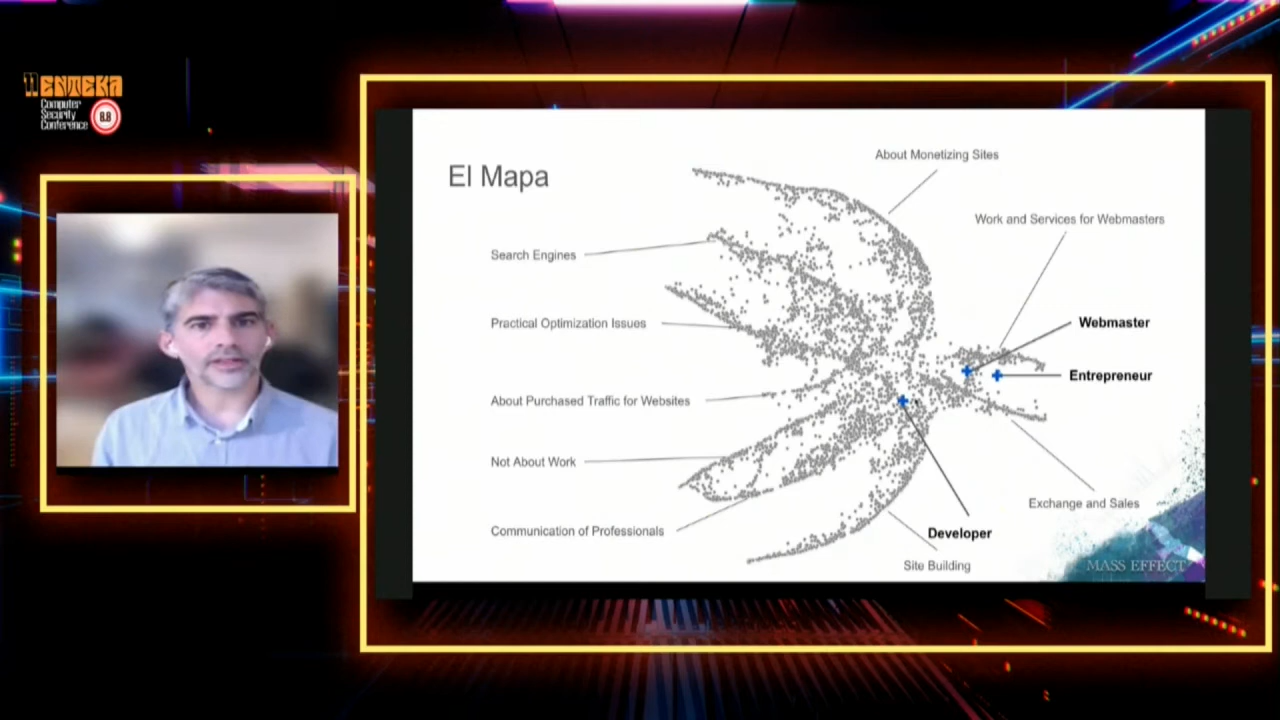 11ENTEKA
Computer
Security
Conference
8.8
El Mapa
About Monetizing Sites
Work and Services for Webmasters
Search Engines
Practical Optimization Issues
Webmaster
Entrepreneur
About Purchased Traffic for Websites
Not About Work
Communication of Professionals
Exchange and Sales
Developer
Site Building
MASS EFFECT